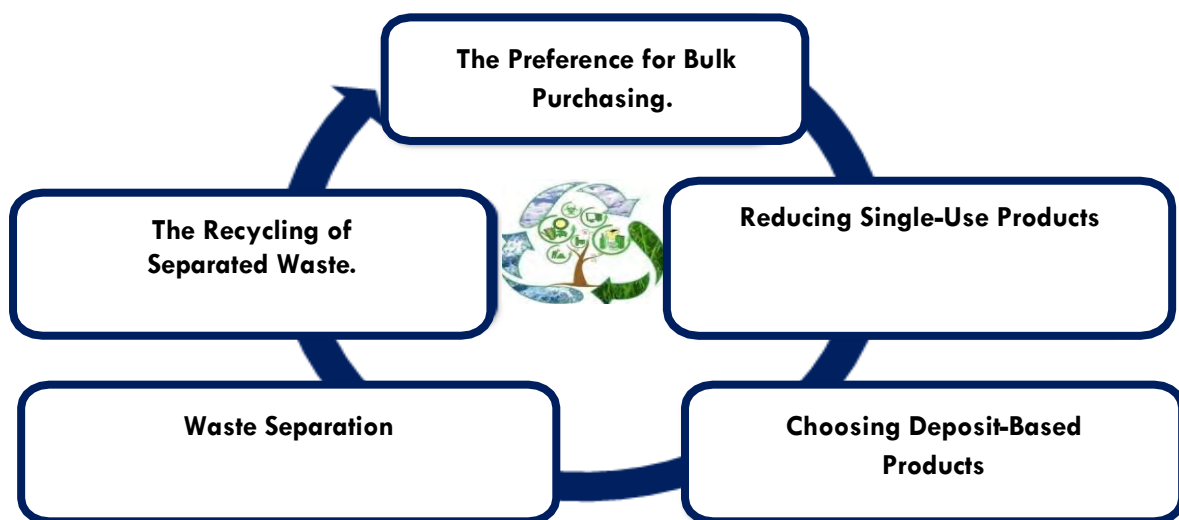 The Preference for Bulk
Purchasing.
Reducing Single-Use Products
Choosing Deposit-Based
Products
Waste Separation
The Recycling of
Separated Waste.